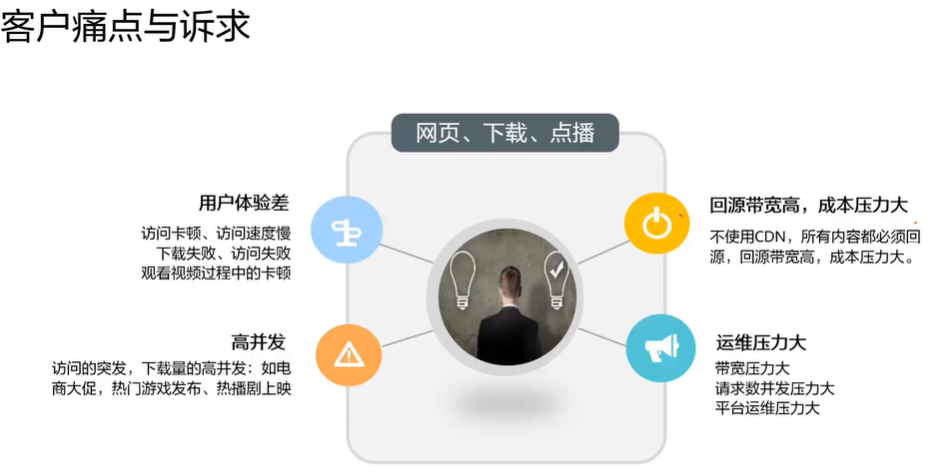 客户痛点与诉求
网页、下载、点播
用户体验差
访问卡顿、访问速度慢
下载失败、访问失败
观看视频过程中的卡顿
高并发
访问的突发，下载量的高并发：如电
商大促，热门游戏发布、热播剧上映
回源带宽高，成本压力大
不使用CDN，所有内容都必须回
源，回源带宽高，成本压力大。
运维压力大
带宽压力大
请求数并发压力大
平台运维压力大